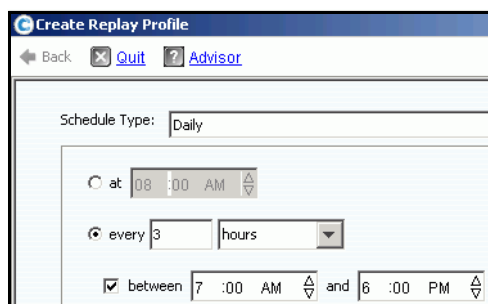 Create Replay Profile
Back Quit ? Advisor
Schedule Type: Daily
at 08 :00 AM
every 3 hours
between 7 :00 AM and 6 :00 PM